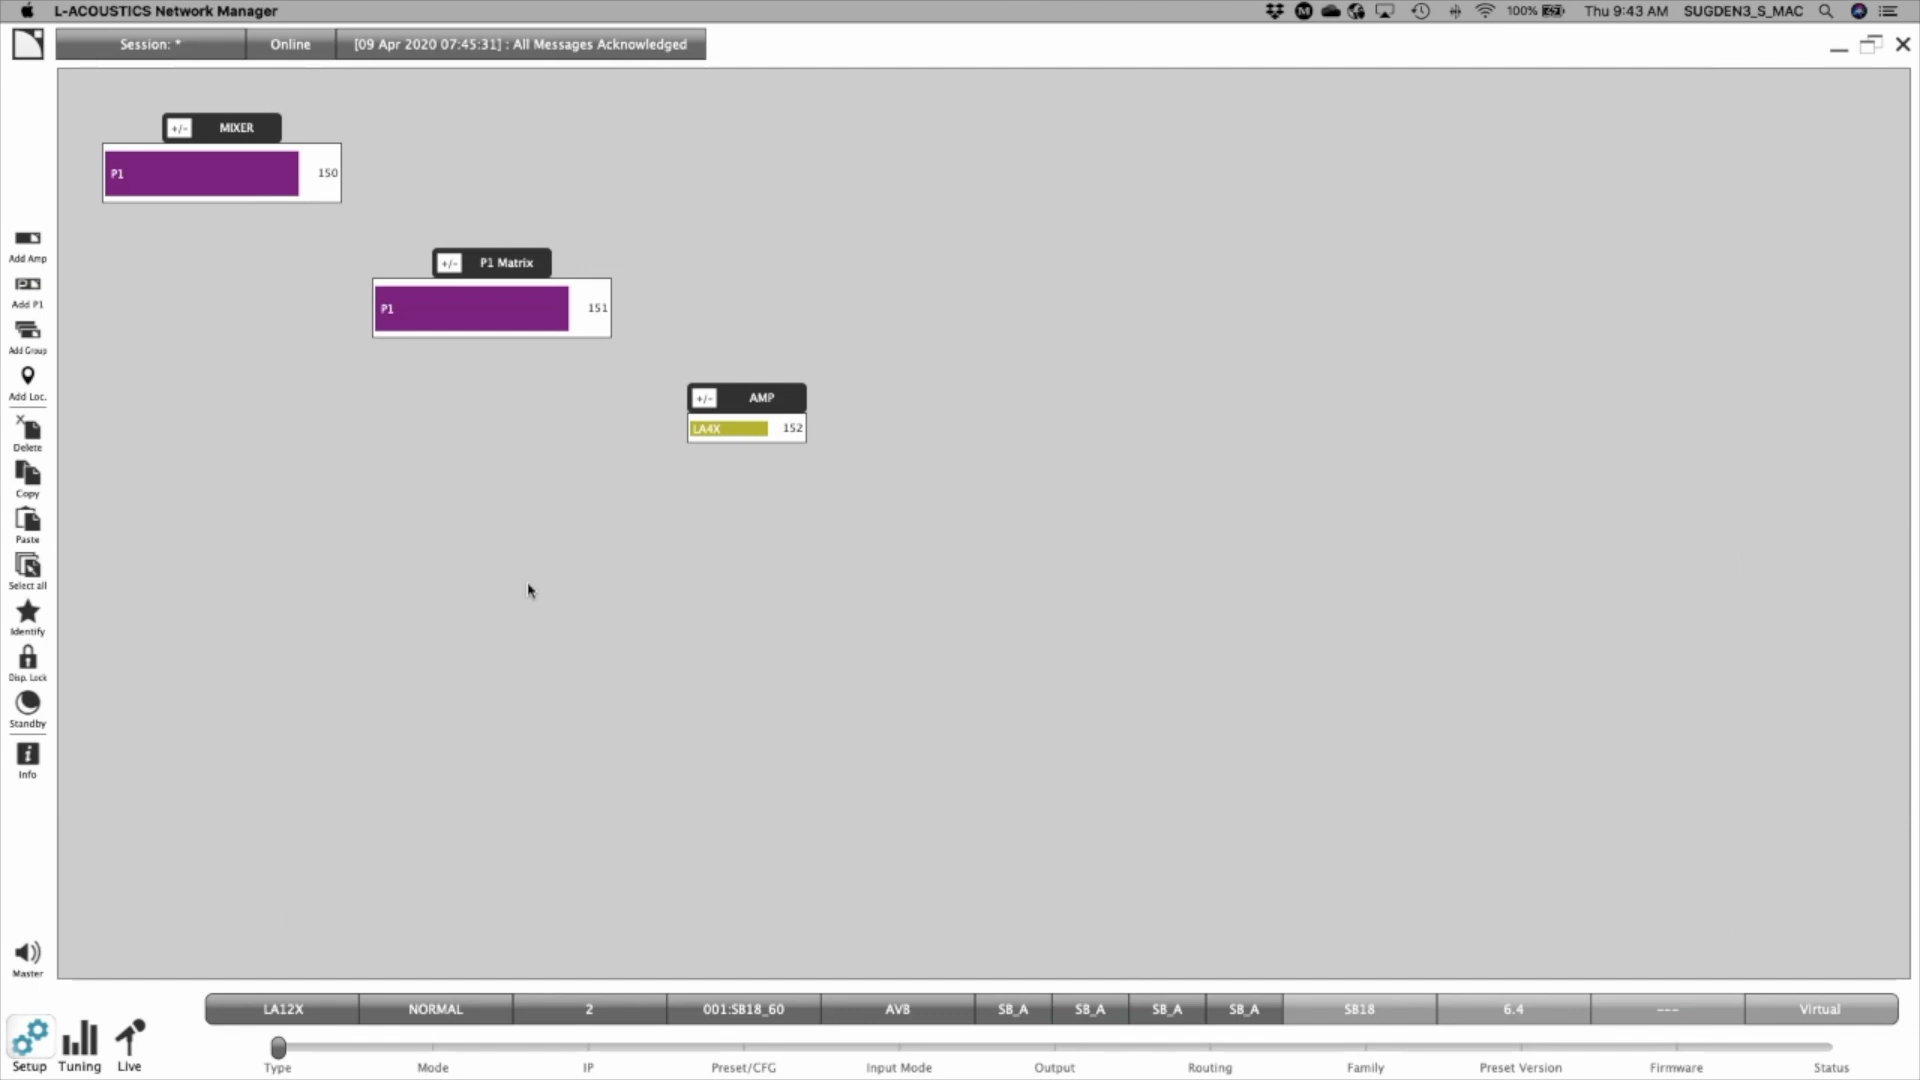 L-ACOUSTICS Network Manager 100% Thu 9:43 AM SUGDEN3_S_MAC
Session: * Online [09 Apr 2020 07:45:31] : All Messages Acknowledged
+/- MIXER
P1 150
+/- P1 Matrix
P1 151
+/- AMP
LA4X 152
Add Amp
Add P1
Add Group
Add Loc.
Delete
Copy
Paste
Select all
Identify
Disp. Lock
Standby
Info
Master
LA12X NORMAL 2 001:SB18_60 AVB SB_A SB_A SB_A SB_A SB18 6.4 --- Virtual
Setup Tuning Live Type Mode IP Preset/CFG Input Mode Output Routing Family Preset Version Firmware Status